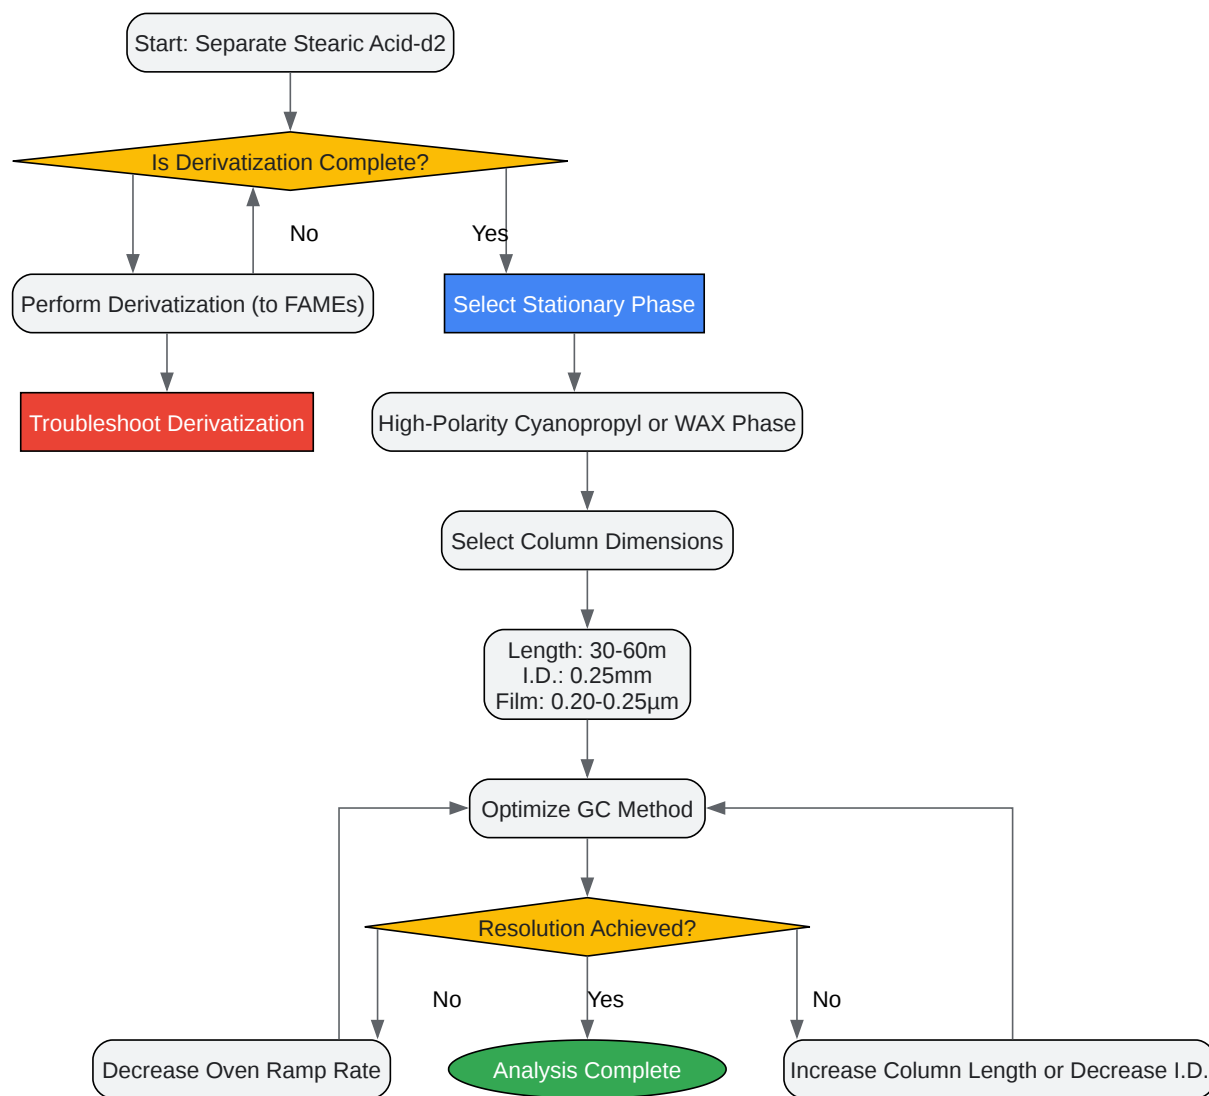 Start: Separate Stearic Acid-d2
Is Derivatization Complete?
No
Yes
Perform Derivatization (to FAMEs)
Select Stationary Phase
Troubleshoot Derivatization
High-Polarity Cyanopropyl or WAX Phase
Select Column Dimensions
Length: 30-60m
I.D.: 0.25mm
Film: 0.20-0.25µm
Optimize GC Method
Resolution Achieved?
No
Yes
No
Decrease Oven Ramp Rate
Analysis Complete
Increase Column Length or Decrease I.D.